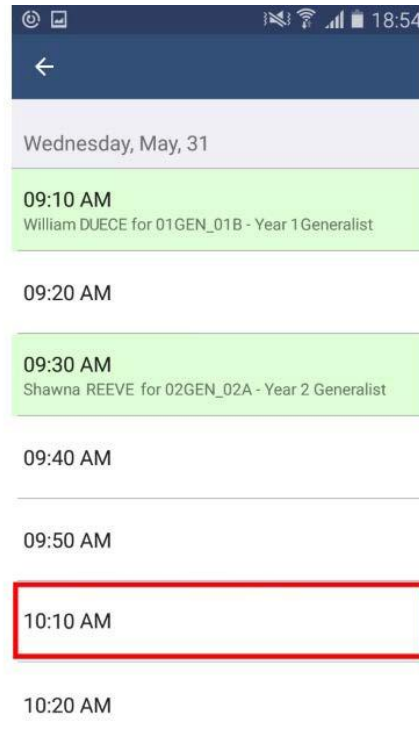 18:54
Wednesday, May, 31
09:10 AM
William DUECE for 01GEN_01B - Year 1 Generalist
09:20 AM
09:30 AM
Shawna REEVE for 02GEN_02A - Year 2 Generalist
09:40 AM
09:50 AM
10:10 AM
10:20 AM